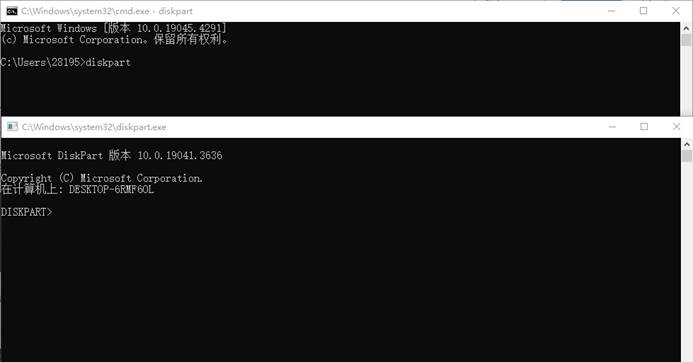 C:\Windows\system32\cmd.exe - diskpart
Microsoft Windows [版本 10.0.19045.4291]
(c) Microsoft Corporation。保留所有权利。
C:\Users\28195>diskpart
C:\Windows\system32\diskpart.exe
Microsoft DiskPart 版本 10.0.19041.3636
Copyright (C) Microsoft Corporation.
在计算机上: DESKTOP-6RMF6OL
DISKPART>